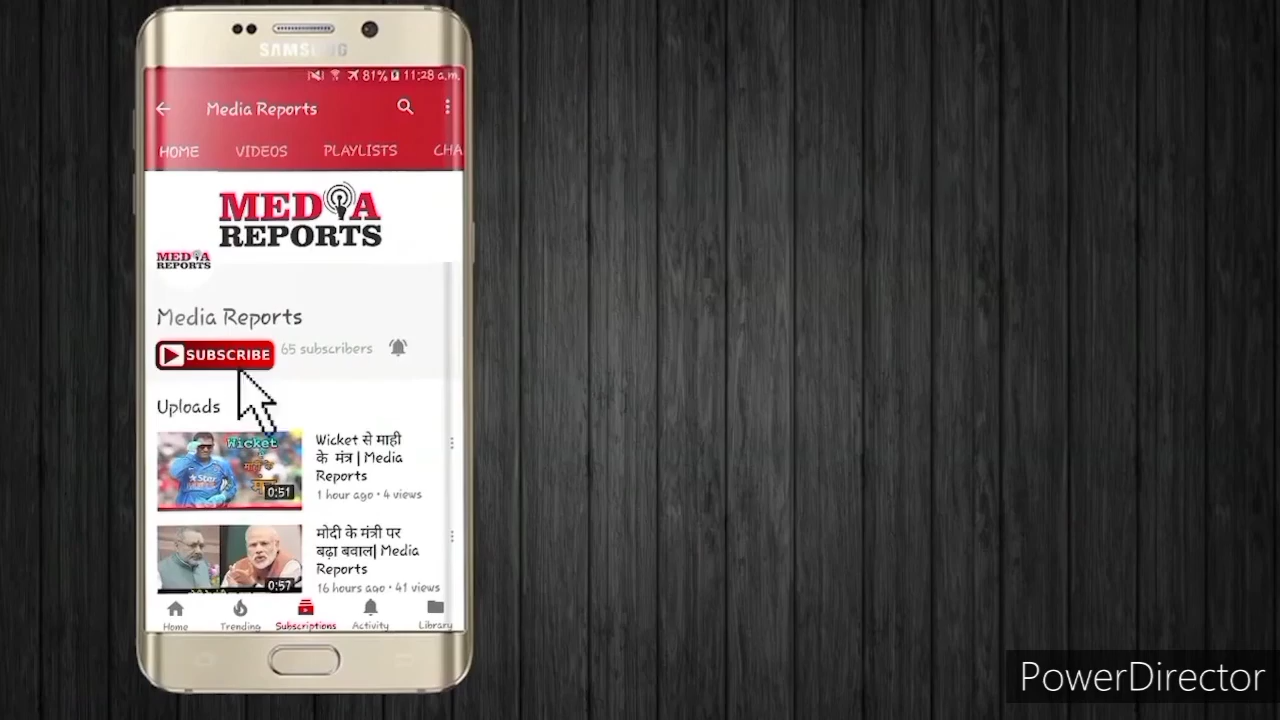 SAMSUNG
81% 11:28 a.m.
Media Reports
HOME VIDEOS PLAYLISTS CHA
MEDIA
REPORTS
MEDIA
REPORTS
Media Reports
SUBSCRIBE 65 subscribers
Uploads
Wicket
माही के
मंत्र
0:51
Wicket से माही
के मंत्र | Media
Reports
1 hour ago • 4 views
0:57
मोदी के मंत्री पर
बढ़ा बवाल| Media
Reports
16 hours ago • 41 views
Home Trending Subscriptions Activity Library
PowerDirector